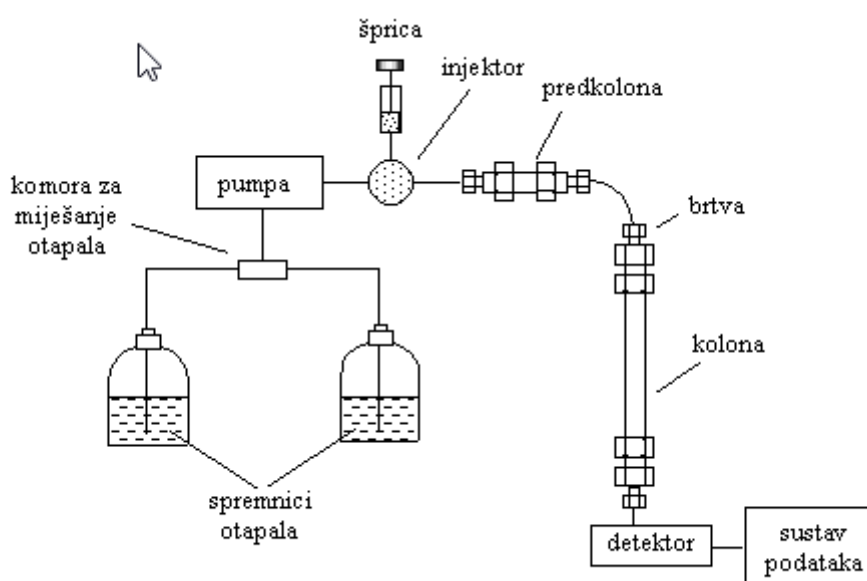 šprica
injektor
predkolona
komora za
miješanje
otapala
pumpa
brtva
kolona
spremnici
otapala
detektor
sustav
podataka